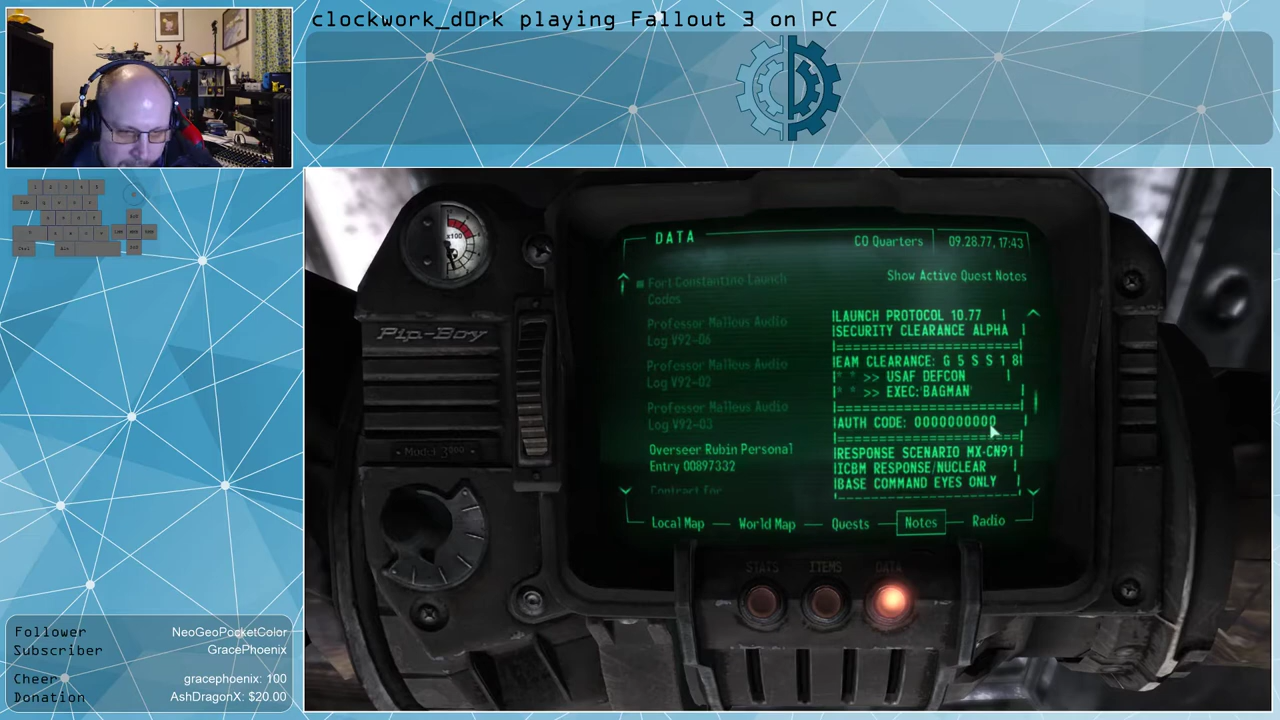 clockwork_d0rk playing Fallout 3 on PC
DATA
CO Quarters
09.28.77, 17:43
Show Active Quest Notes
Fort Constantine Launch
Codes
Professor Malleus Audio
Log V92-06
Professor Malleus Audio
Log V92-02
Professor Malleus Audio
Log V92-03
Overseer Rubin Personal
Entry 00897332
Contract For
|LAUNCH PROTOCOL 10.77 |
|SECURITY CLEARANCE ALPHA |
|=======================|
|EAM CLEARANCE: G 5 S S 1 8|
|* * >> USAF DEFCON |
|* * >> EXEC:'BAGMAN' |
|=======================|
|AUTH CODE: 0000000000 |
|=======================|
|RESPONSE SCENARIO MX-CN91 |
|ICBM RESPONSE/NUCLEAR |
|BASE COMMAND EYES ONLY |
Local Map
World Map
Quests
Notes
Radio
Pip-Boy
Model 3000
x100
STATS
ITEMS
DATA
Follower NeoGeoPocketColor
Subscriber GracePhoenix
Cheer gracephoenix: 100
Donation AshDragonX: $20.00